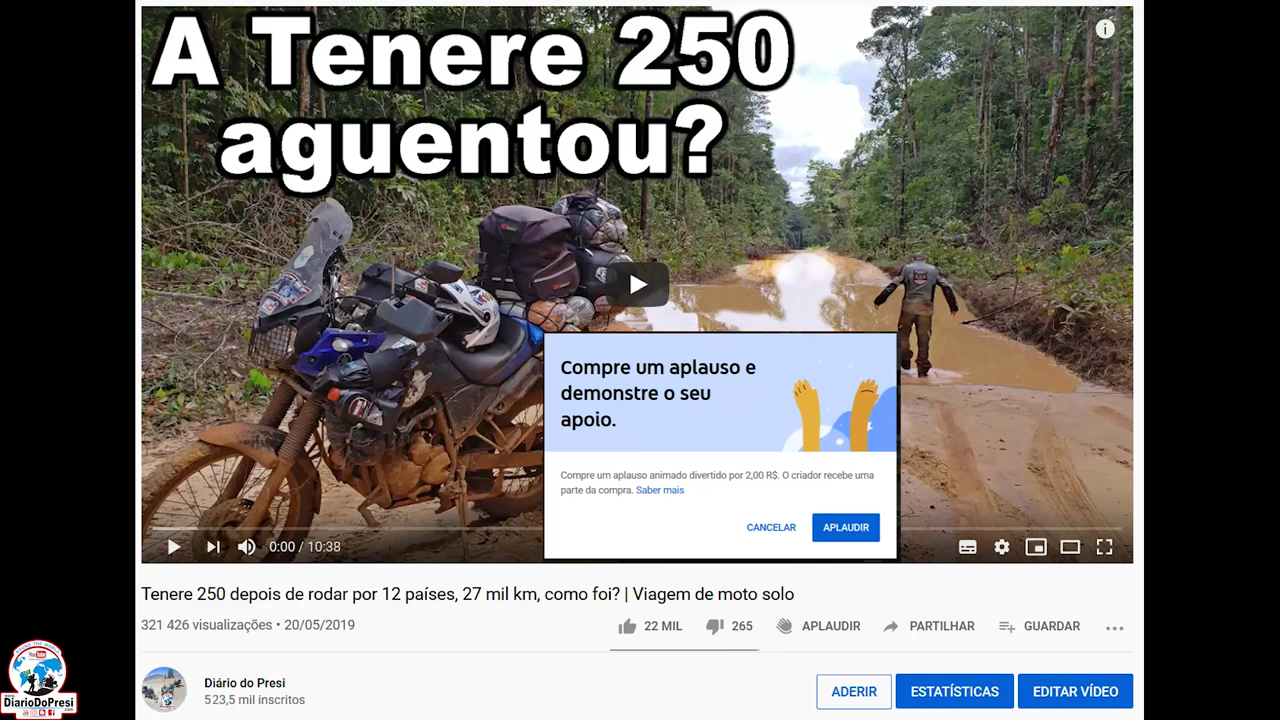 A Tenere 250
aguentou?
Compre um aplauso e
demonstre o seu
apoio.
Compre um aplauso animado divertido por 2,00 R$. O criador recebe uma
parte da compra. Saber mais
CANCELAR APLAUDIR
0:00 / 10:38
Tenere 250 depois de rodar por 12 países, 27 mil km, como foi? | Viagem de moto solo
321 426 visualizações • 20/05/2019
22 MIL 265 APLAUDIR PARTILHAR GUARDAR
Diário do Presi
523,5 mil inscritos
ADERIR ESTATÍSTICAS EDITAR VÍDEO
YouTube
DiarioDoPresi
.com